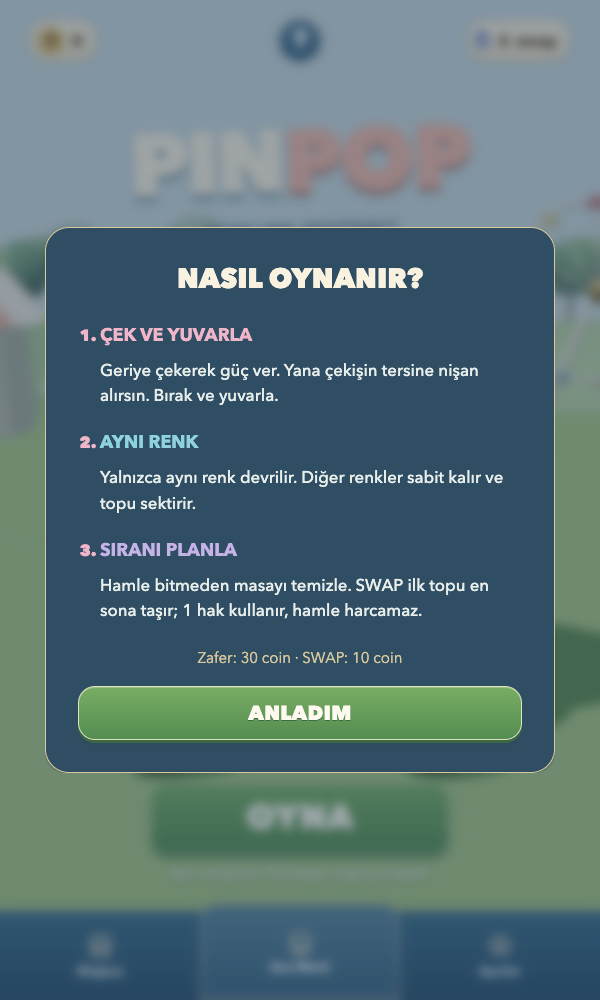 PINPOP
NASIL OYNANIR?
1. ÇEK VE YUVARLA
Geriye çekerek güç ver. Yana çekişin tersine nişan
alırsın. Bırak ve yuvarla.
2. AYNI RENK
Yalnızca aynı renk devrilir. Diğer renkler sabit kalır ve
topu sektirir.
3. SIRANI PLANLA
Hamle bitmeden masayı temizle. SWAP ilk topu en
sona taşır; 1 hak kullanır, hamle harcamaz.
Zafer: 30 coin · SWAP: 10 coin
ANLADIM
OYNA